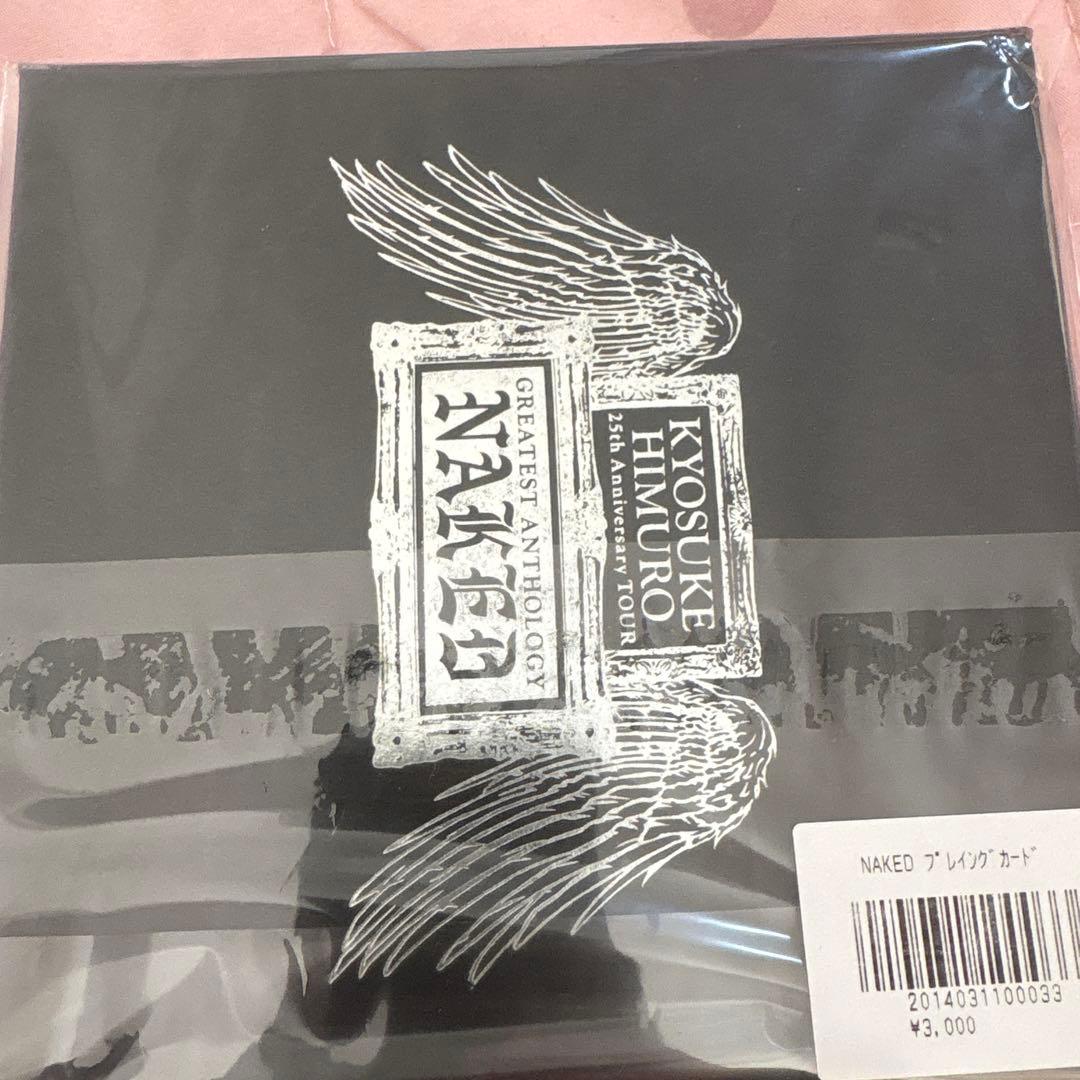 KYOSUKE
HIMURO
25th Anniversary TOUR
GREATEST ANTHOLOGY
NAKED
NAKED プレイングカード
2014031100033
¥3,000